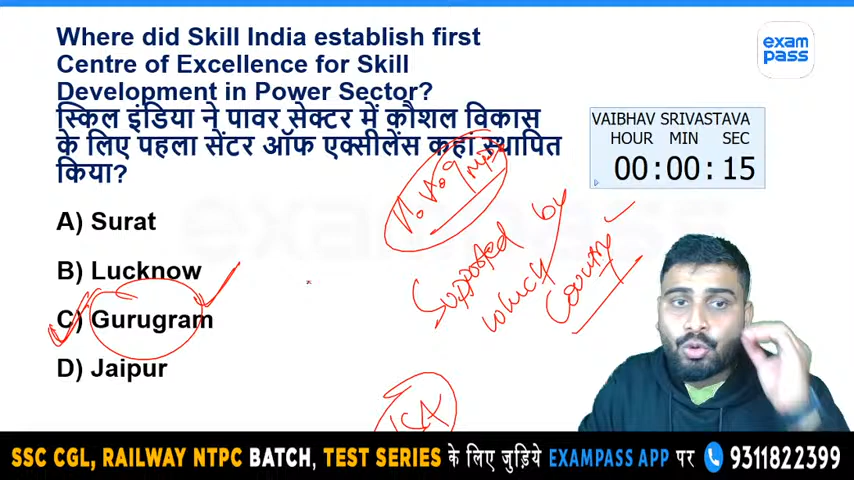 Where did Skill India establish first
Centre of Excellence for Skill
Development in Power Sector?
स्किल इंडिया ने पावर सेक्टर में कौशल विकास
के लिए पहला सेंटर ऑफ एक्सीलेंस कहां स्थापित
किया?
A) Surat
B) Lucknow
C) Gurugram
D) Jaipur
exam
pass
VAIBHAV SRIVASTAVA
HOUR MIN SEC
00:00:15
Supported by
which
Country
exampass
SSC CGL, RAILWAY NTPC BATCH, TEST SERIES के लिए जुड़िये EXAMPASS APP पर 9311822399